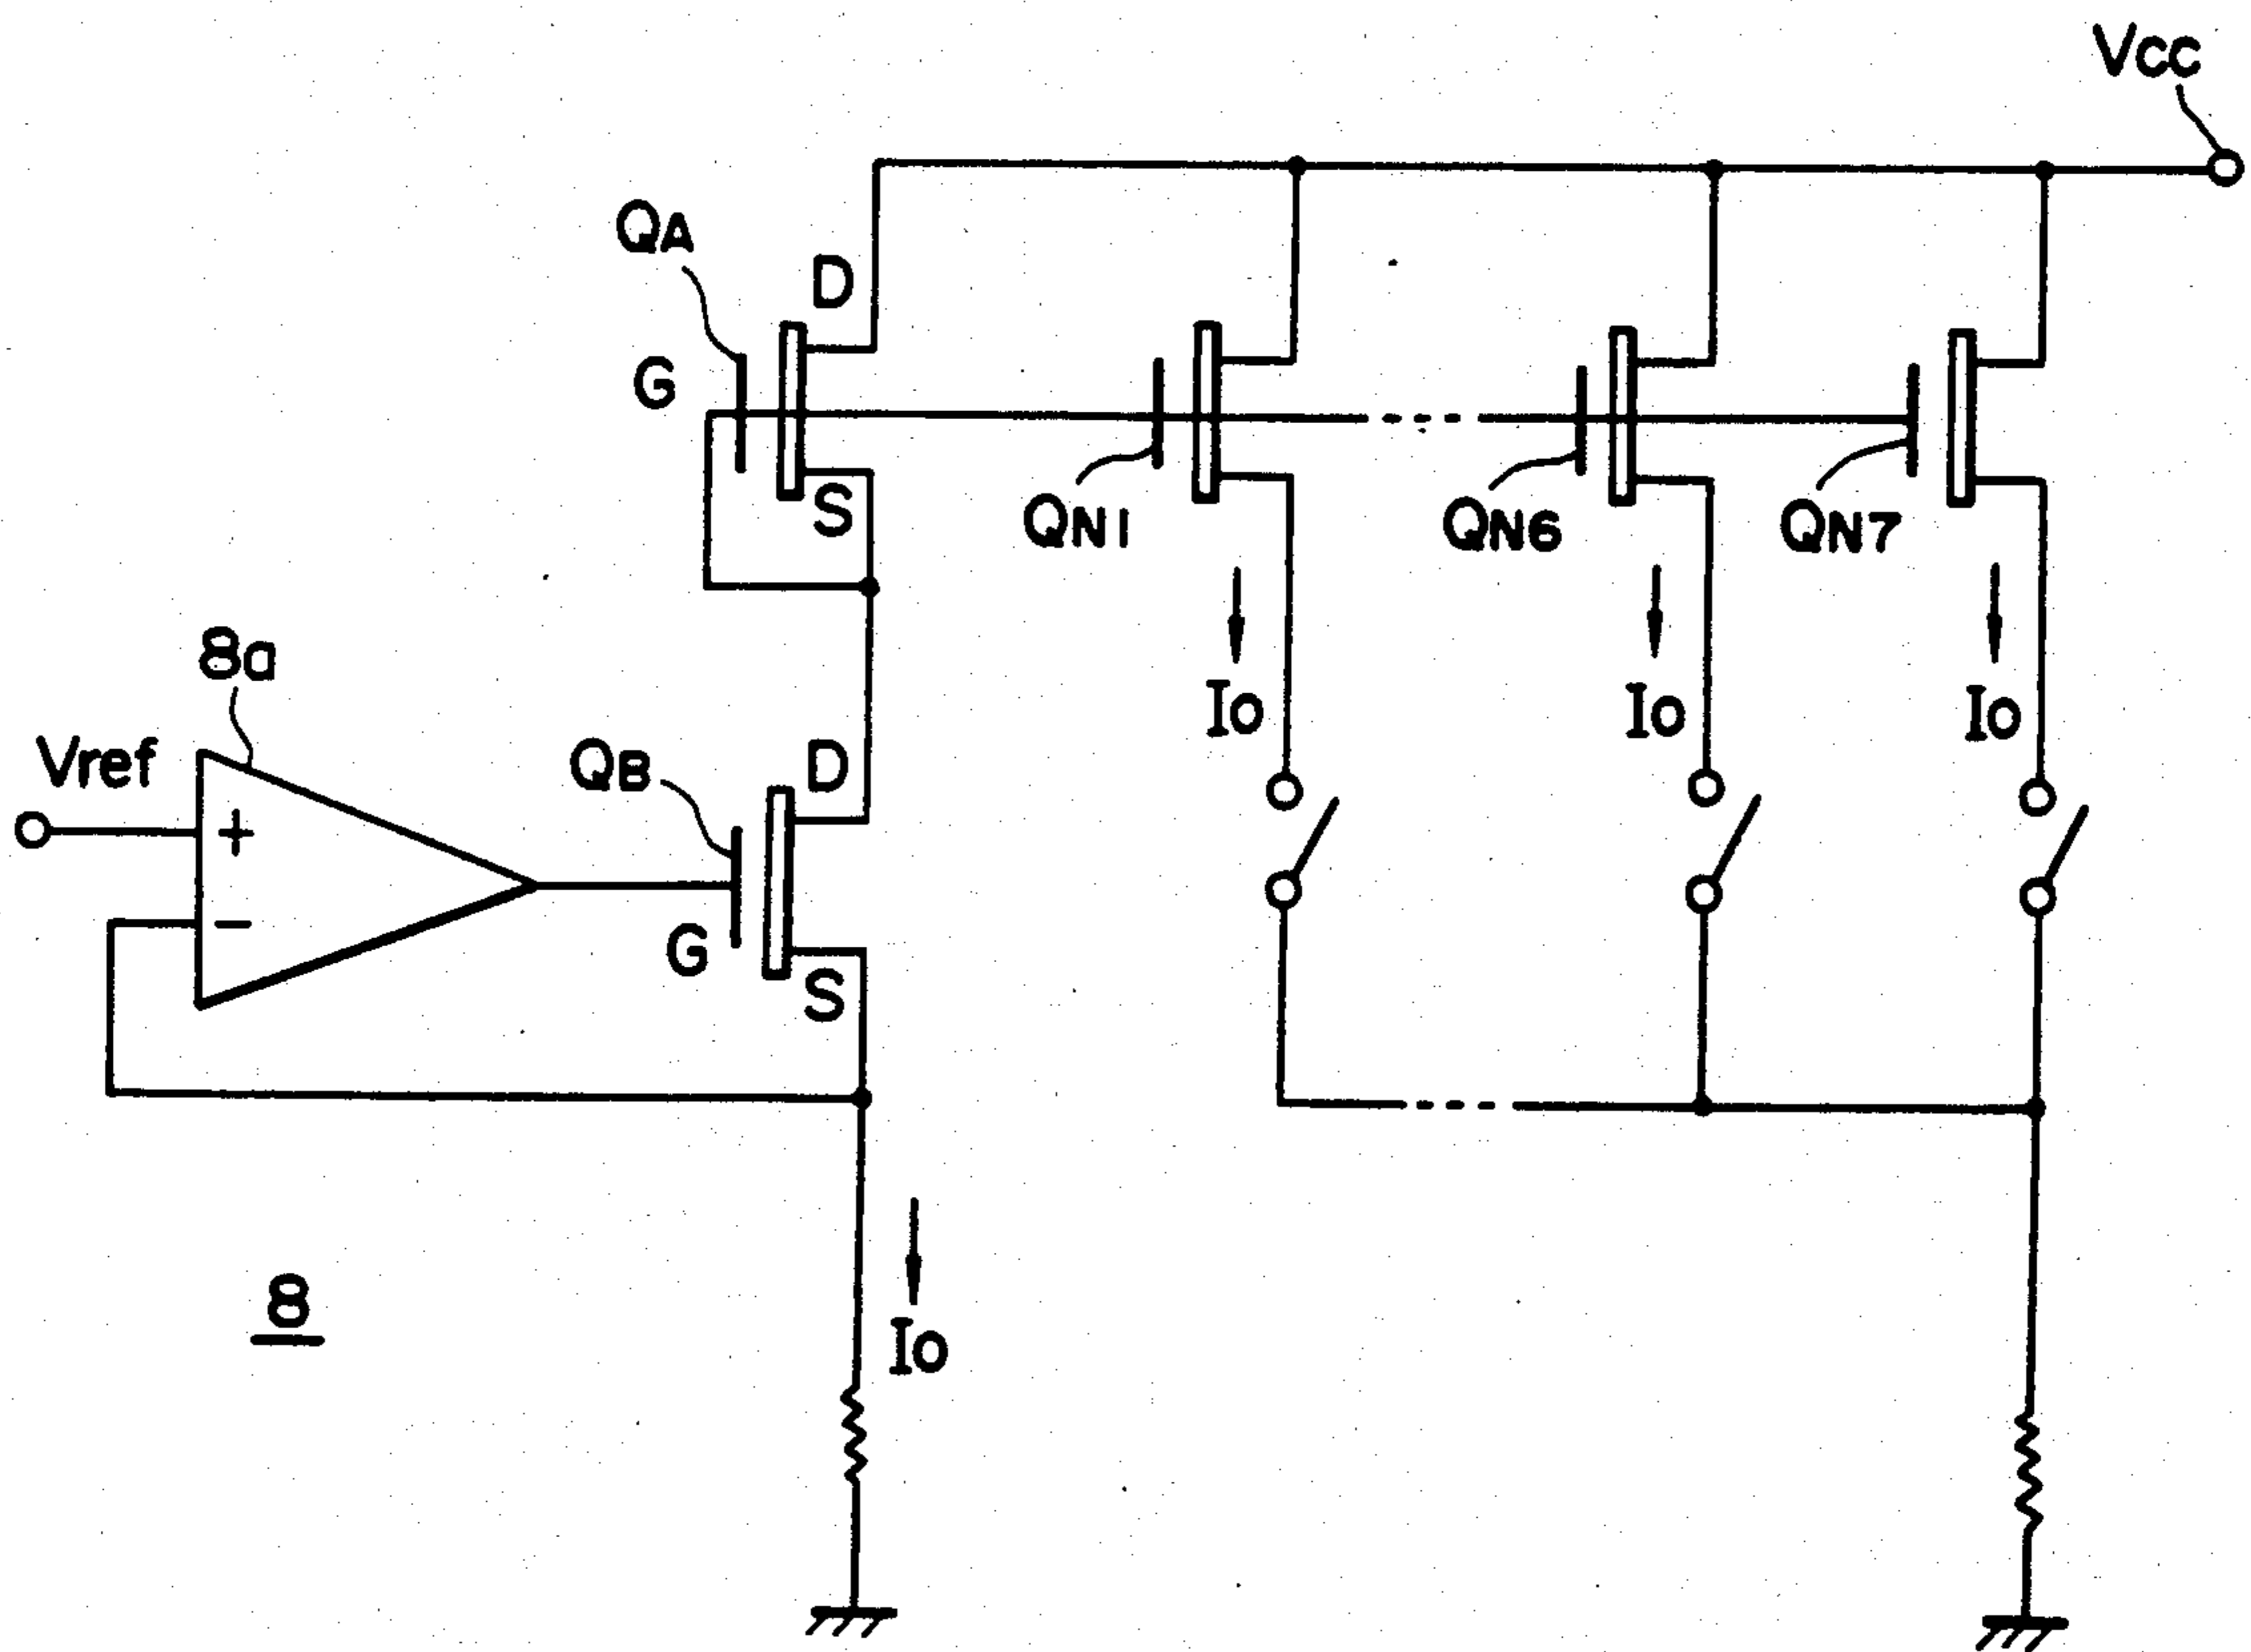 Vcc
QA
D
G
S
QN1
QN6
QN7
8a
Io
Io
Io
Vref
QB
D
+
−
G
S
8
Io